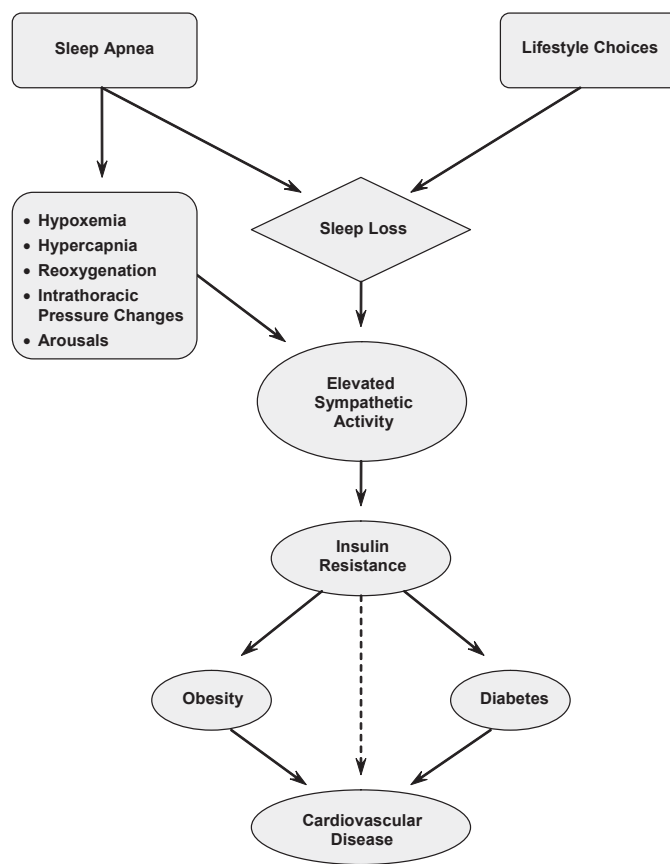 Sleep Apnea
Lifestyle Choices
• Hypoxemia
• Hypercapnia
• Reoxygenation
• Intrathoracic
Pressure Changes
• Arousals
Sleep Loss
Elevated
Sympathetic
Activity
Insulin
Resistance
Obesity
Diabetes
Cardiovascular
Disease